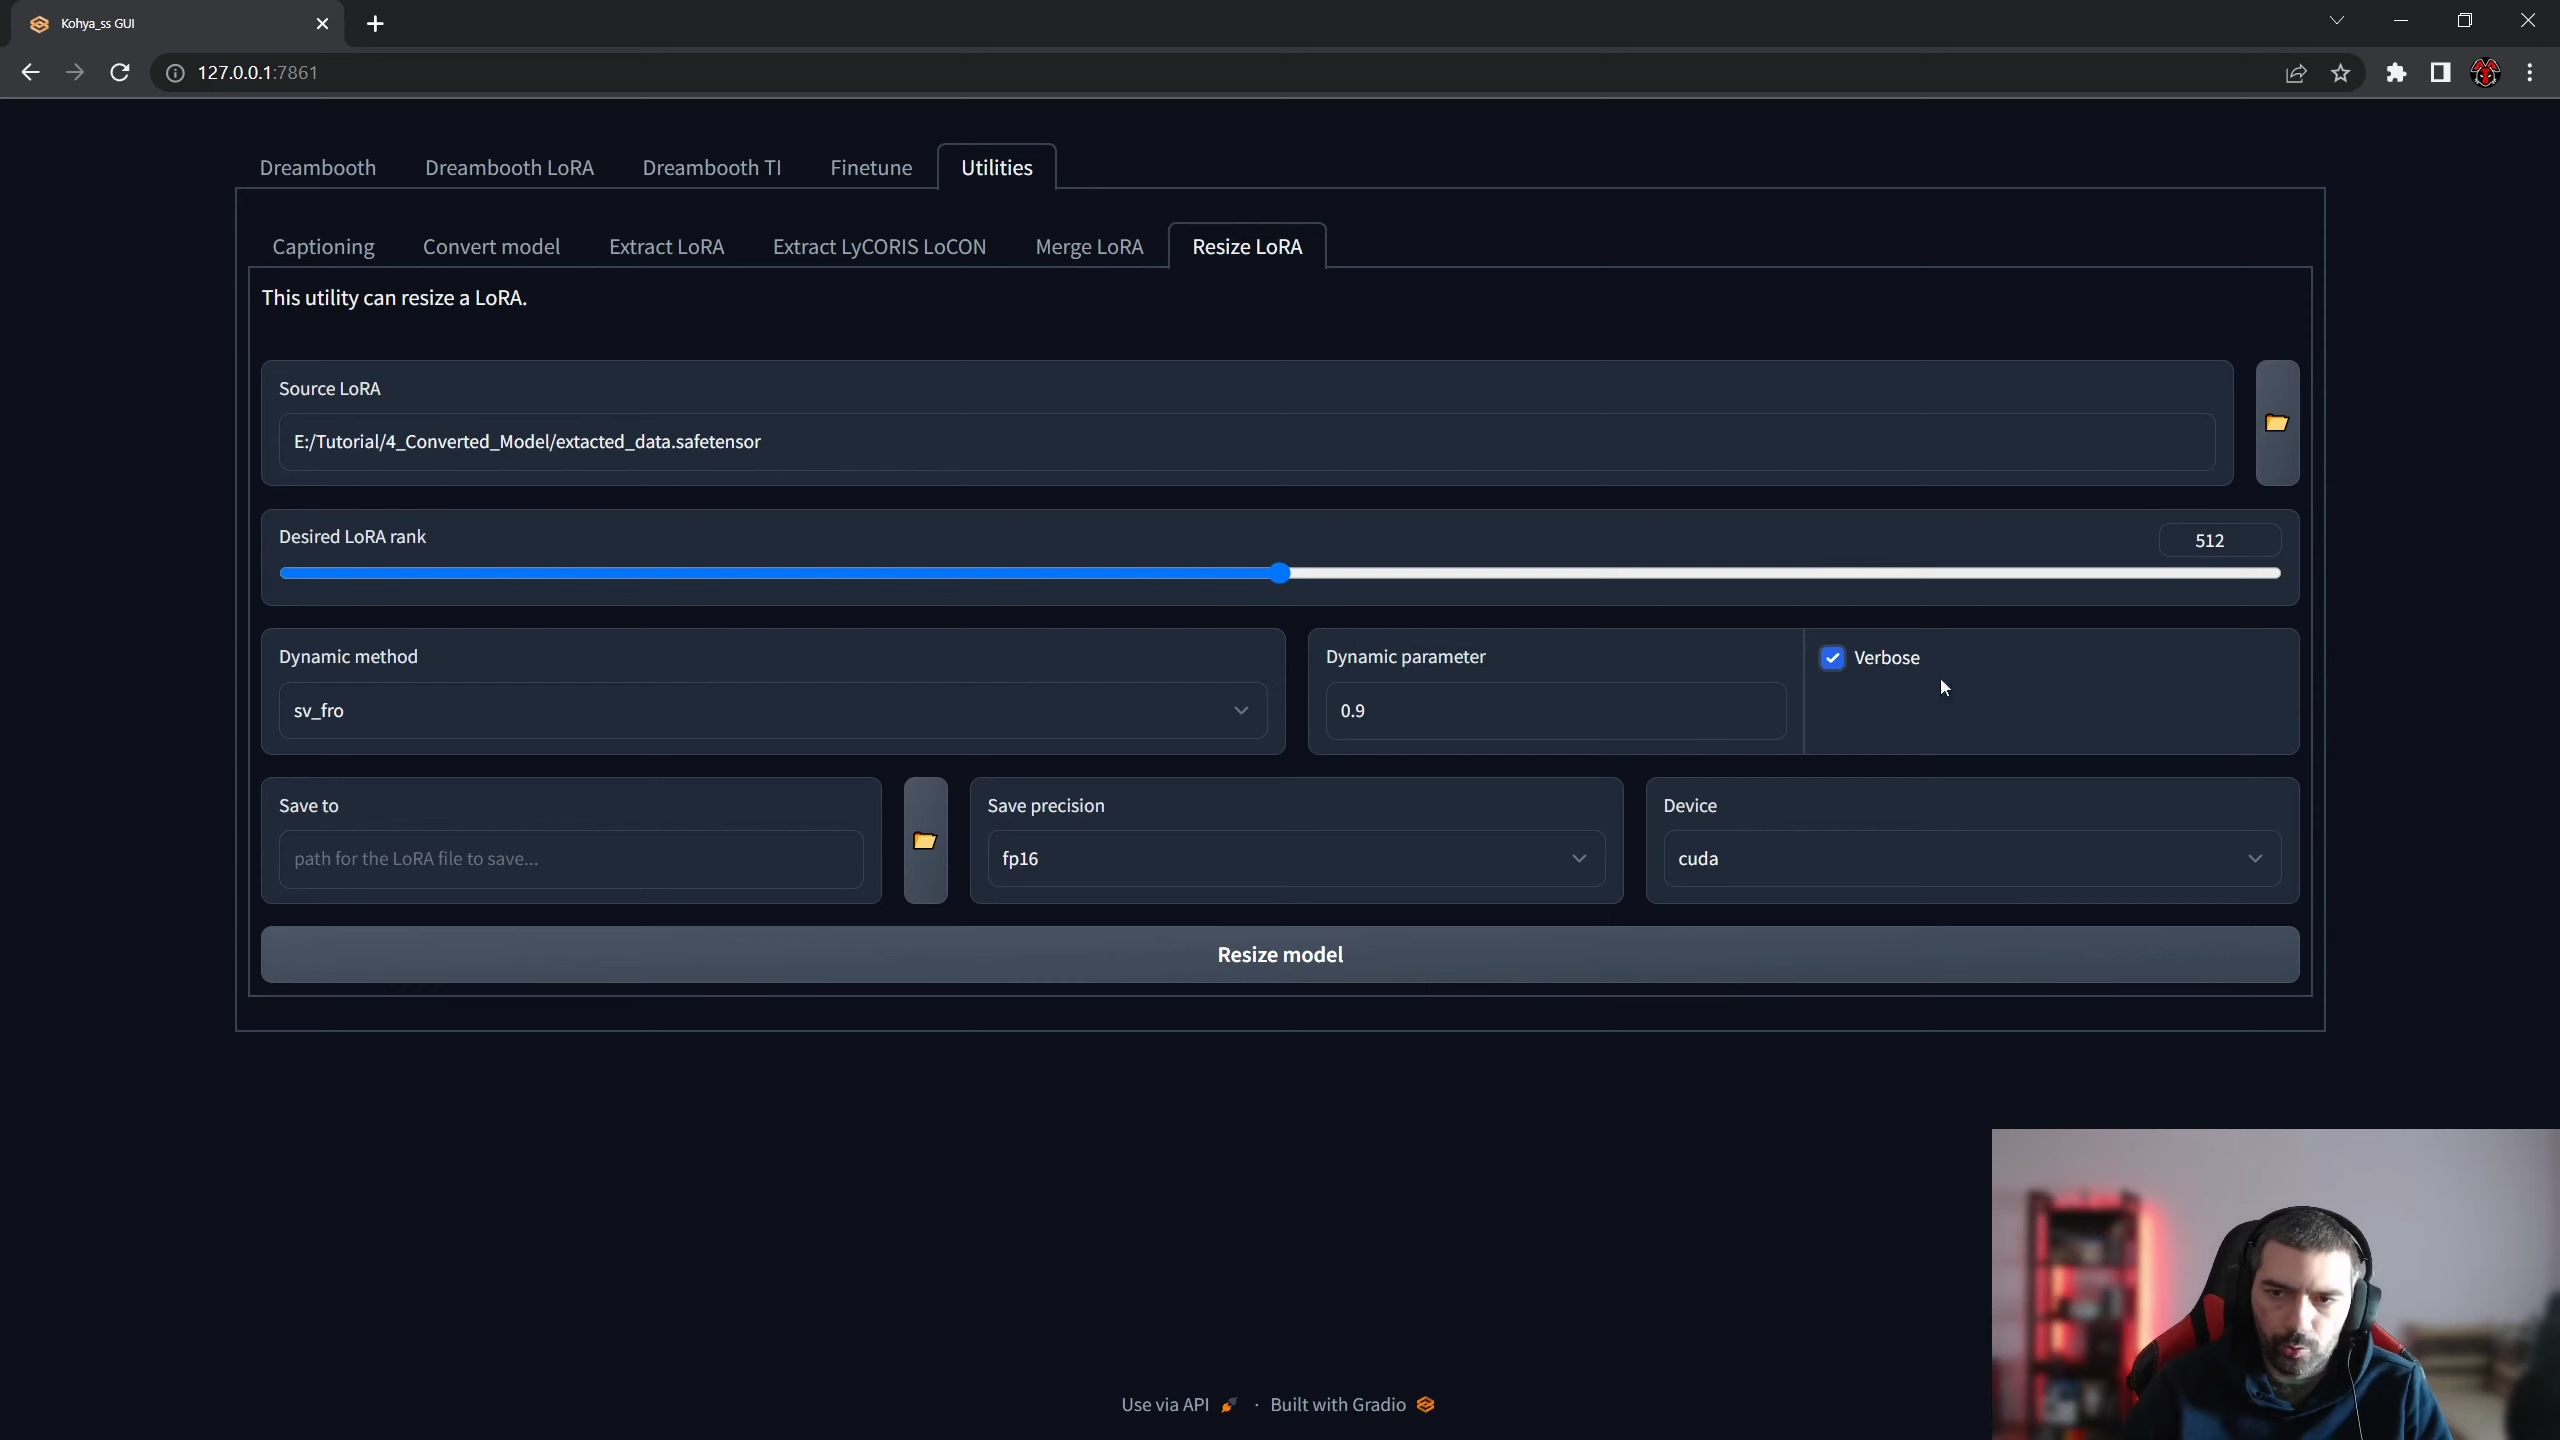 Kohya_ss GUI
127.0.0.1:7861
Dreambooth
Dreambooth LoRA
Dreambooth TI
Finetune
Utilities
Captioning
Convert model
Extract LoRA
Extract LyCORIS LoCON
Merge LoRA
Resize LoRA
This utility can resize a LoRA.
Source LoRA
E:/Tutorial/4_Converted_Model/extacted_data.safetensor
Desired LoRA rank
512
Dynamic method
sv_fro
Dynamic parameter
0.9
Verbose
Save to
path for the LoRA file to save...
Save precision
fp16
Device
cuda
Resize model
Use via API
·
Built with Gradio